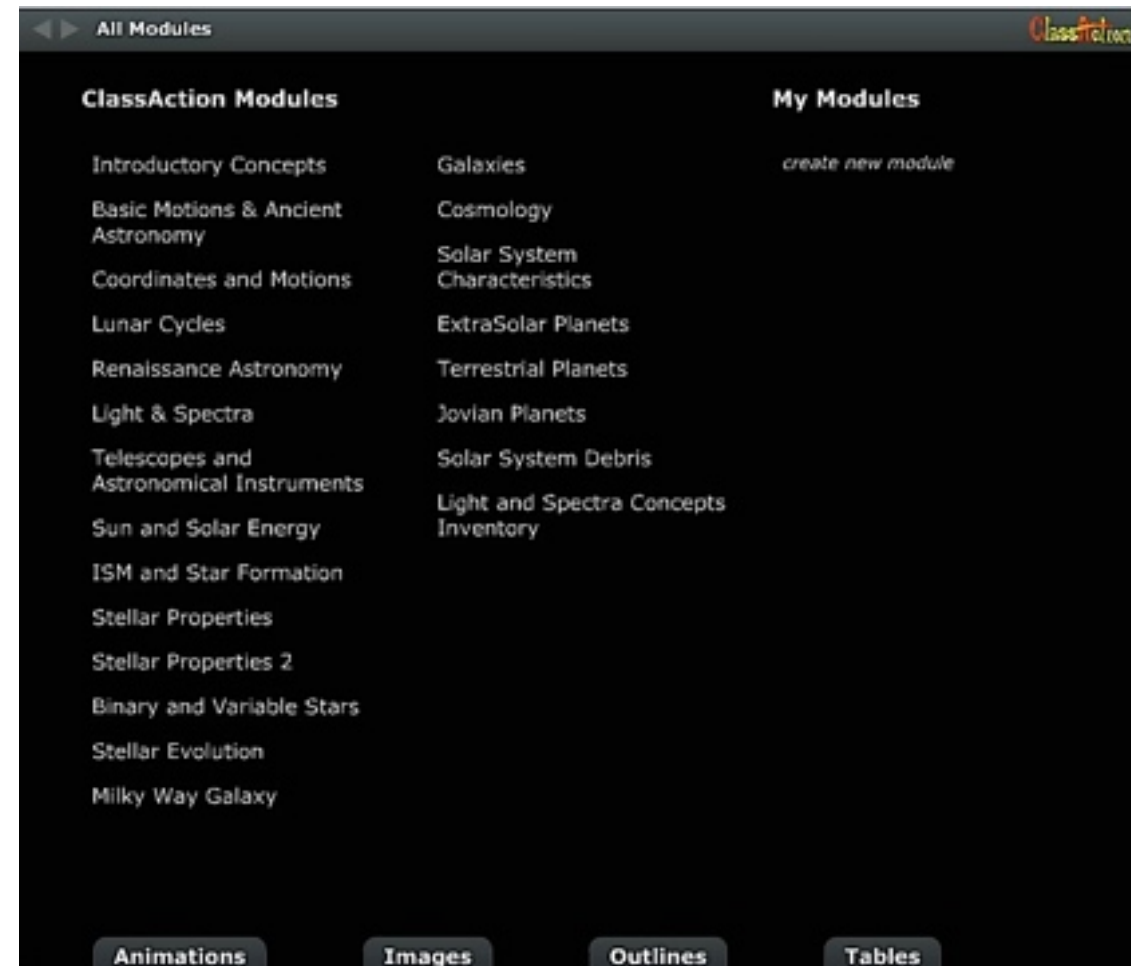 All Modules
ClassAction
ClassAction Modules
My Modules
Introductory Concepts
Basic Motions & Ancient
Astronomy
Coordinates and Motions
Lunar Cycles
Renaissance Astronomy
Light & Spectra
Telescopes and
Astronomical Instruments
Sun and Solar Energy
ISM and Star Formation
Stellar Properties
Stellar Properties 2
Binary and Variable Stars
Stellar Evolution
Milky Way Galaxy
Galaxies
Cosmology
Solar System
Characteristics
ExtraSolar Planets
Terrestrial Planets
Jovian Planets
Solar System Debris
Light and Spectra Concepts
Inventory
create new module
Animations
Images
Outlines
Tables